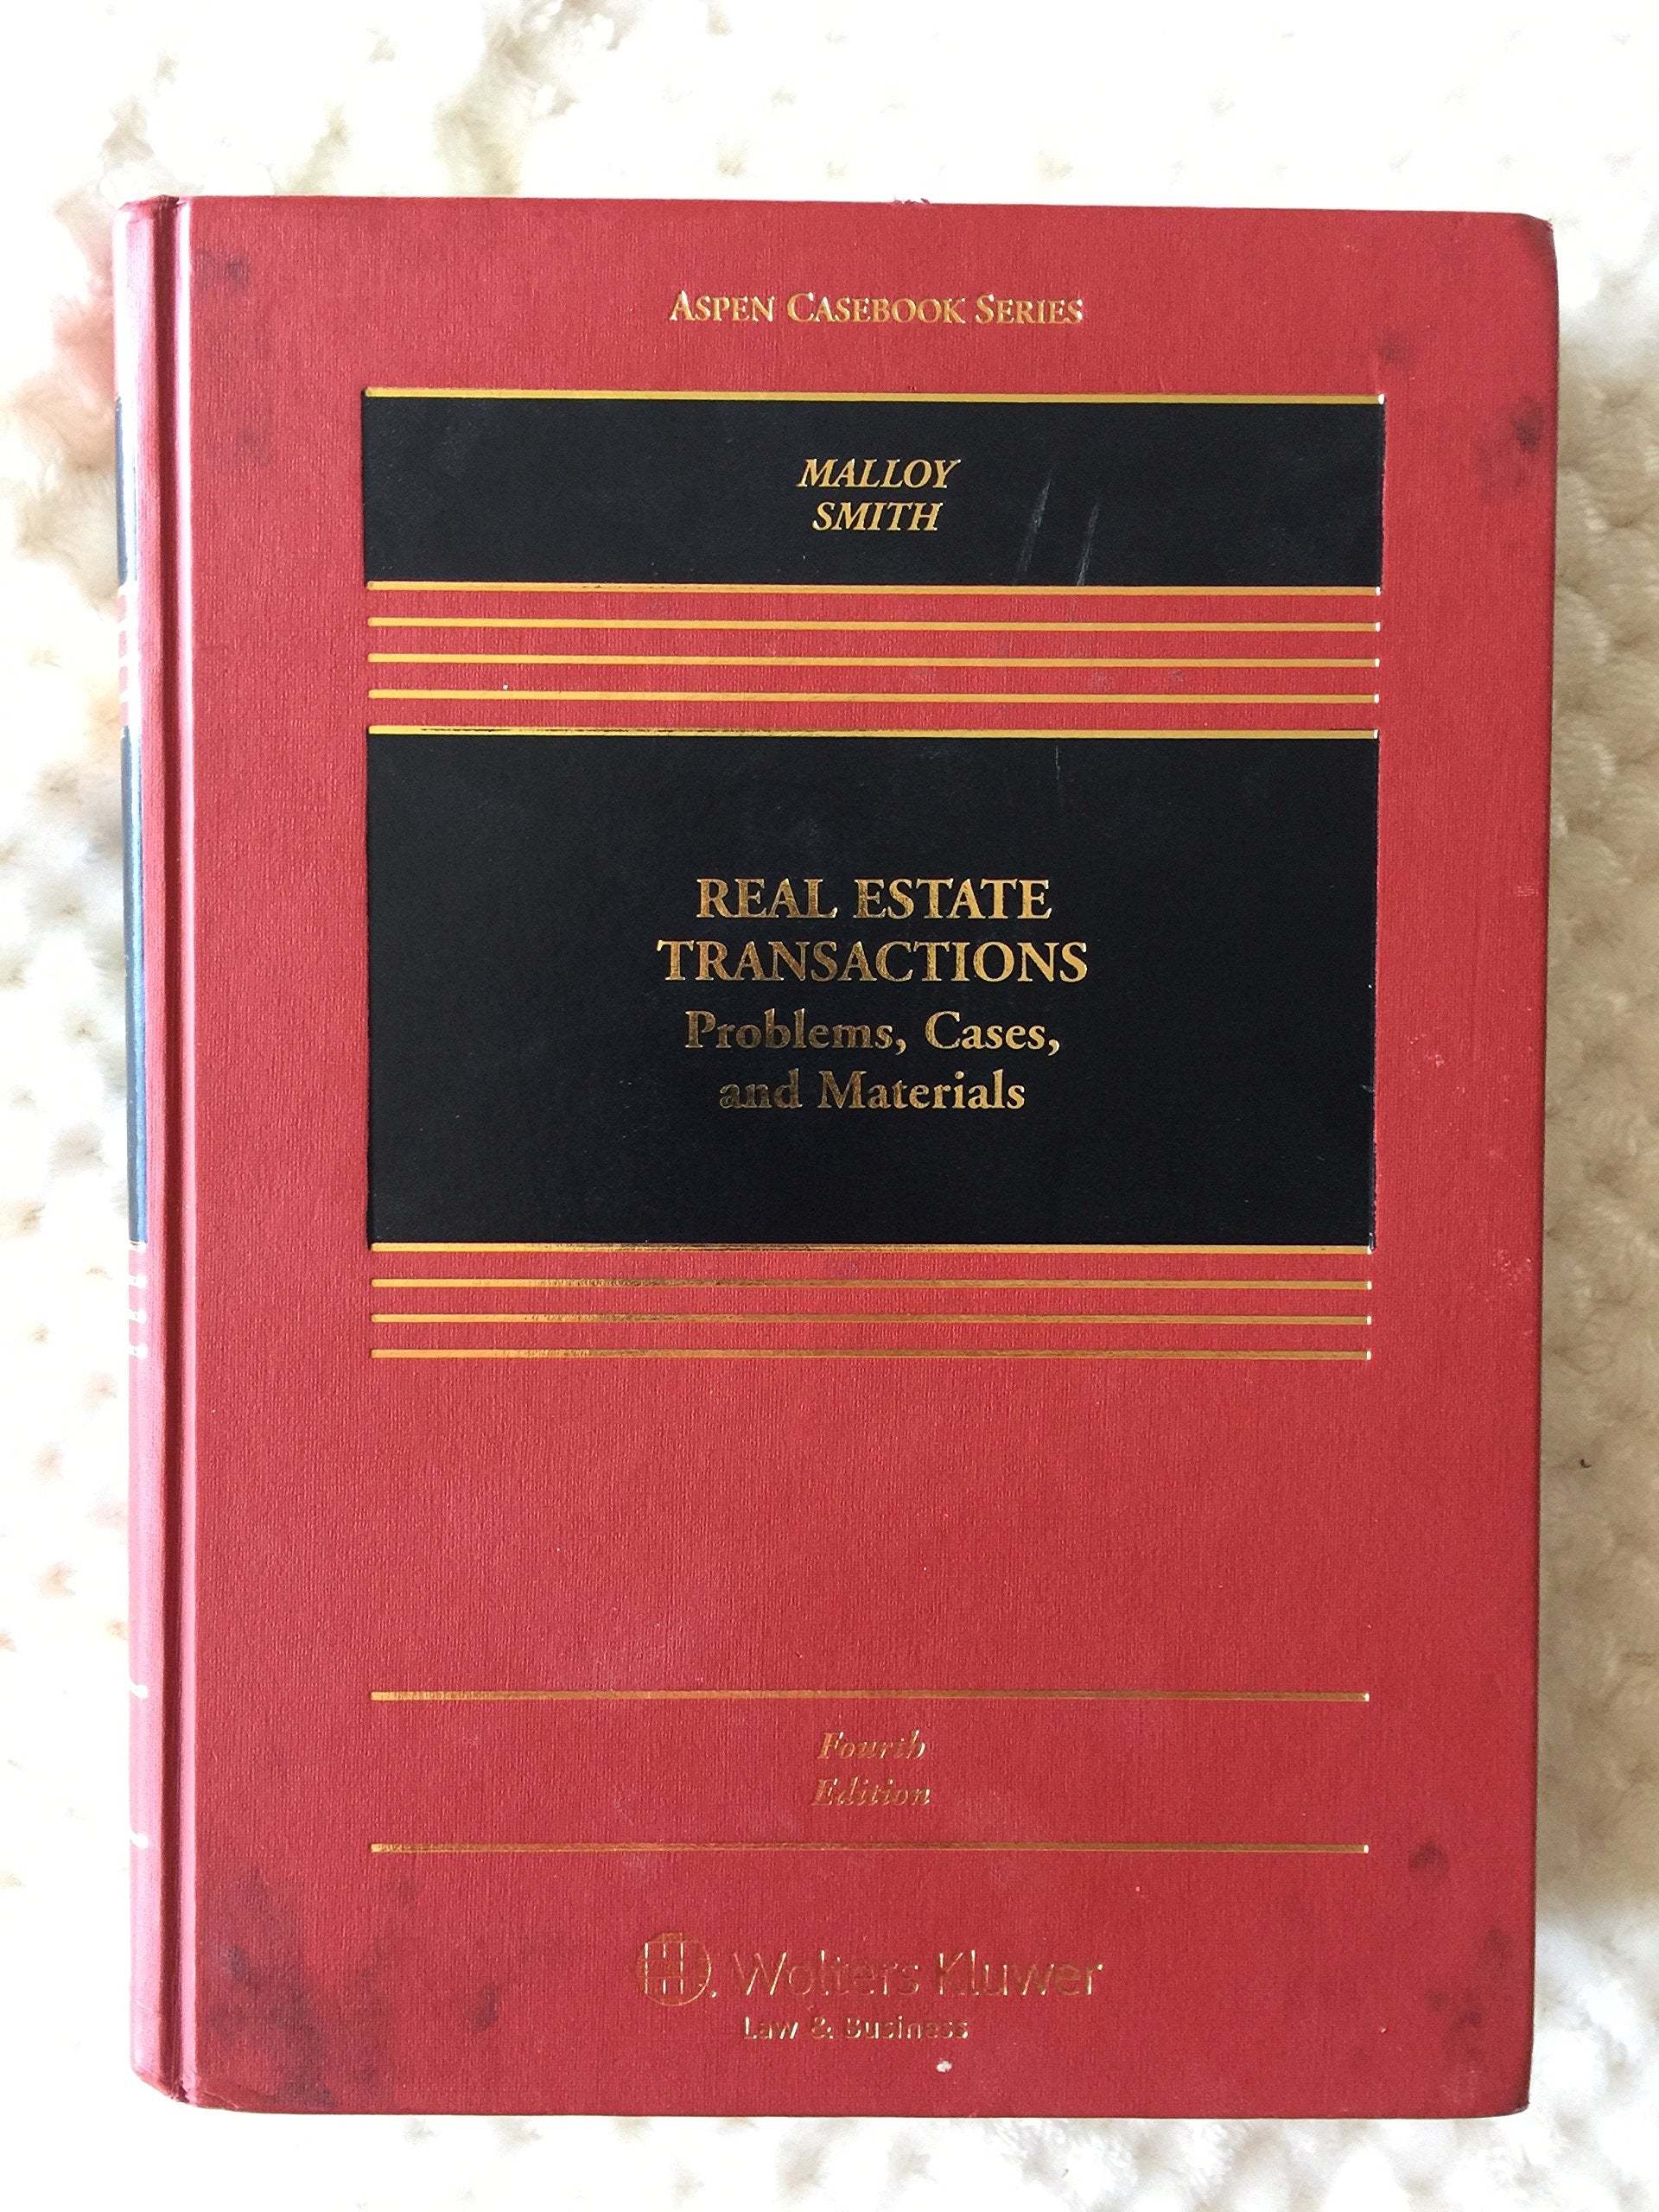 ASPEN CASEBOOK SERIES
MALLOY
SMITH
REAL ESTATE
TRANSACTIONS
Problems, Cases,
and Materials
Fourth
Edition
Wolters Kluwer
Law & Business